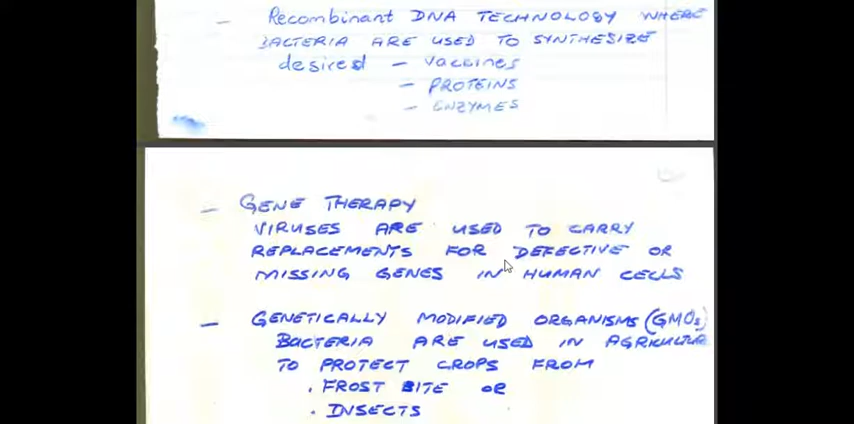 – Recombinant DNA TECHNOLOGY WHERE
BACTERIA ARE USED TO SYNTHESIZE
desired – VACCINES
– PROTEINS
– ENZYMES
– GENE THERAPY
VIRUSES ARE USED TO CARRY
REPLACEMENTS FOR DEFECTIVE OR
MISSING GENES IN HUMAN CELLS
– GENETICALLY MODIFIED ORGANISMS (GMOs)
BACTERIA ARE USED IN AGRICULTUR
TO PROTECT CROPS FROM
. FROST BITE OR
. INSECTS